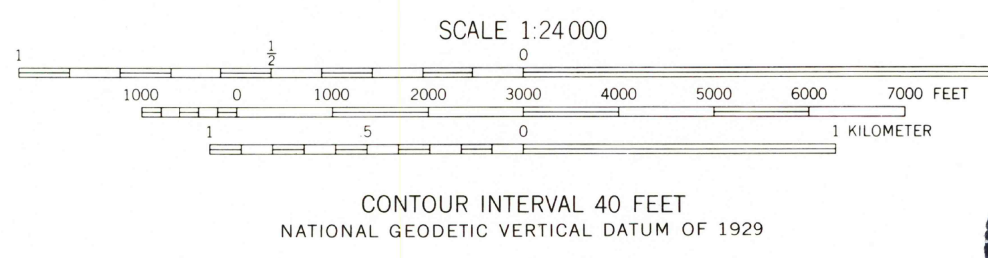 SCALE 1:24 000
1 1/2 0
1000 0 1000 2000 3000 4000 5000 6000 7000 FEET
1 .5 0 1 KILOMETER
CONTOUR INTERVAL 40 FEET
NATIONAL GEODETIC VERTICAL DATUM OF 1929